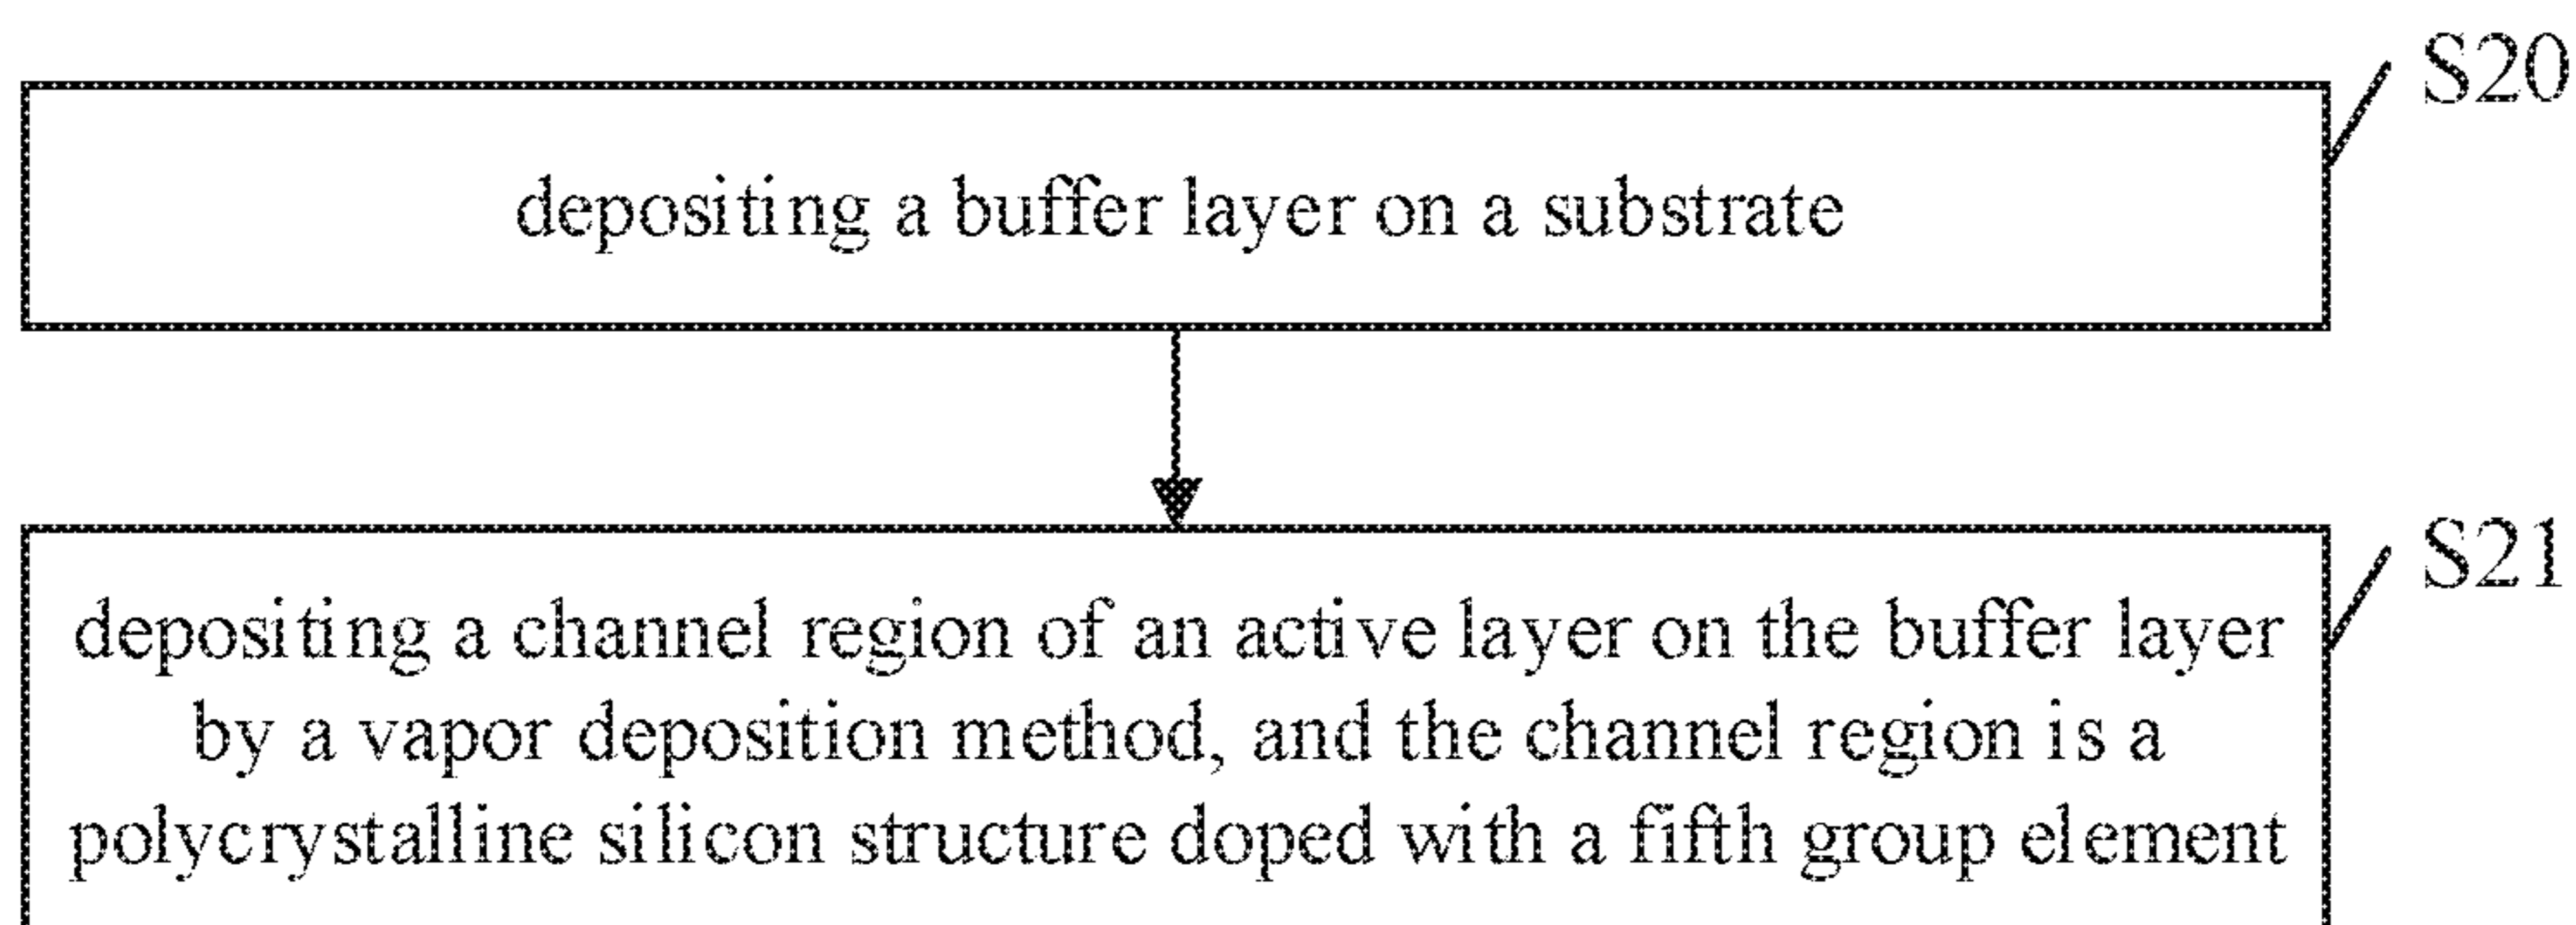 S20
depositing a buffer layer on a substrate
S21
depositing a channel region of an active layer on the buffer layer
by a vapor deposition method, and the channel region is a
polycrystalline silicon structure doped with a fifth group element